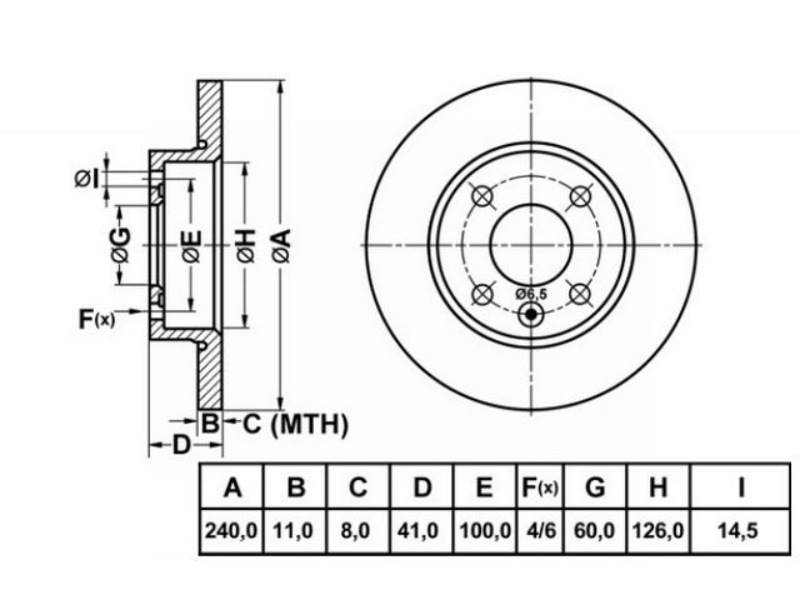 ØI
ØG
ØE
ØH
ØA
F(x)
Ø6,5
B
C (MTH)
D
A B C D E F(x) G H I
240,0 11,0 8,0 41,0 100,0 4/6 60,0 126,0 14,5